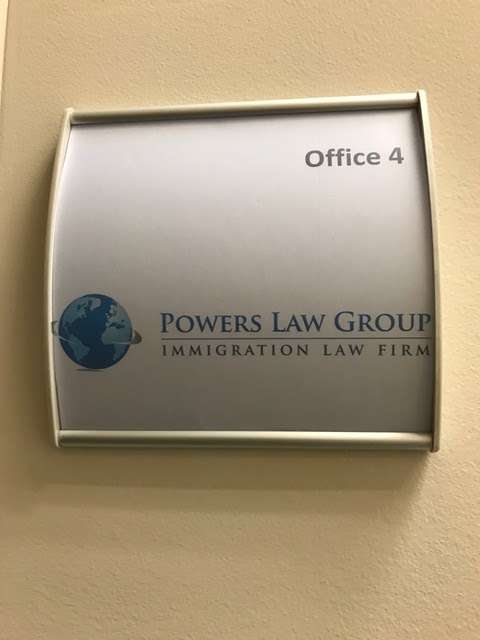 Office 4
POWERS LAW GROUP
IMMIGRATION LAW FIRM